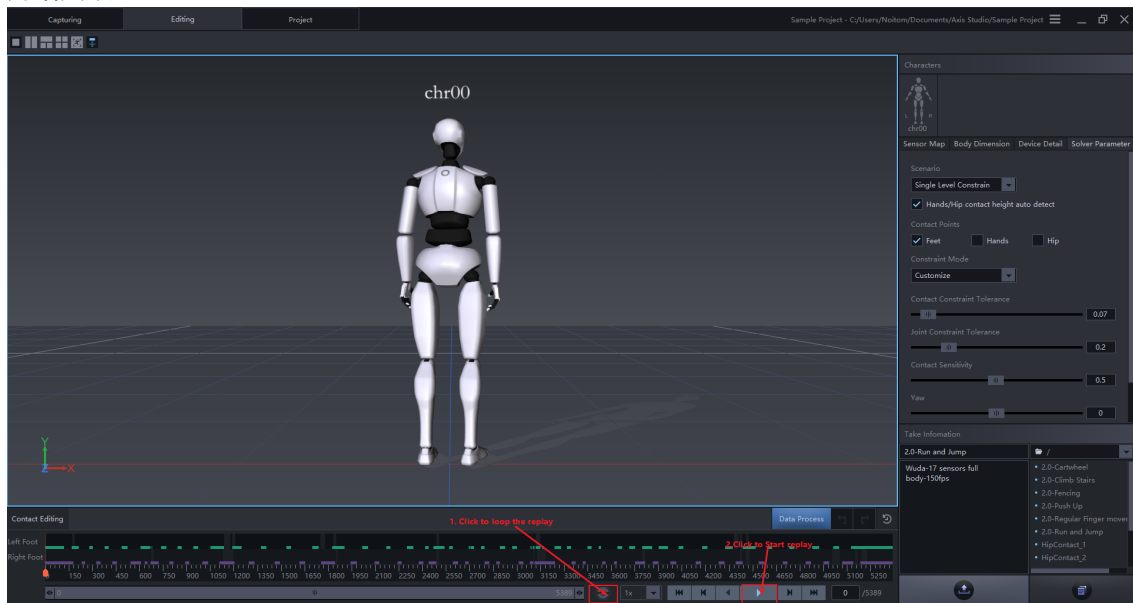 Capturing Editing Project Sample Project - C:/Users/Noitom/Documents/Axis Studio/Sample Project
chr00
Characters
L R
chr00
Sensor Map Body Dimension Device Detail Solver Parameter
Scenario
Single Level Constrain
Hands/Hip contact height auto detect
Contact Points
Feet Hands Hip
Constraint Mode
Customize
Contact Constraint Tolerance
0.07
Joint Constraint Tolerance
0.2
Contact Sensitivity
0.5
Yaw
0
Y
Z X
Take Infomation
2.0-Run and Jump /
Wuda-17 sensors full
body-150fps
2.0-Cartwheel
2.0-Climb Stairs
2.0-Fencing
2.0-Push Up
2.0-Regular Finger mover
2.0-Run and Jump
HipContact_1
HipContact_2
Contact Editing
1. Click to loop the replay
Data Process
Left Foot
2.Click to Start replay
Right Foot
150 300 450 600 750 900 1050 1200 1350 1500 1650 1800 1950 2100 2250 2400 2550 2700 2850 3000 3150 3300 3450 3600 3750 3900 4050 4200 4350 4500 4650 4800 4950 5100 5250
0 5389 1x 0 /5389